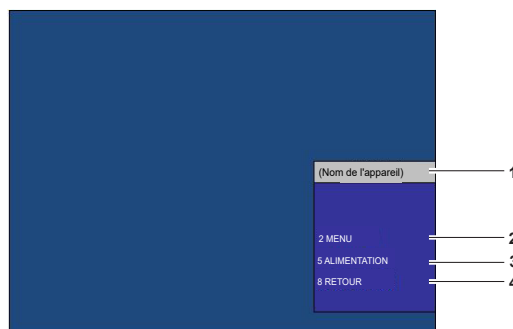 (Nom de l'appareil)
1
2 MENU
2
5 ALIMENTATION
3
8 RETOUR
4